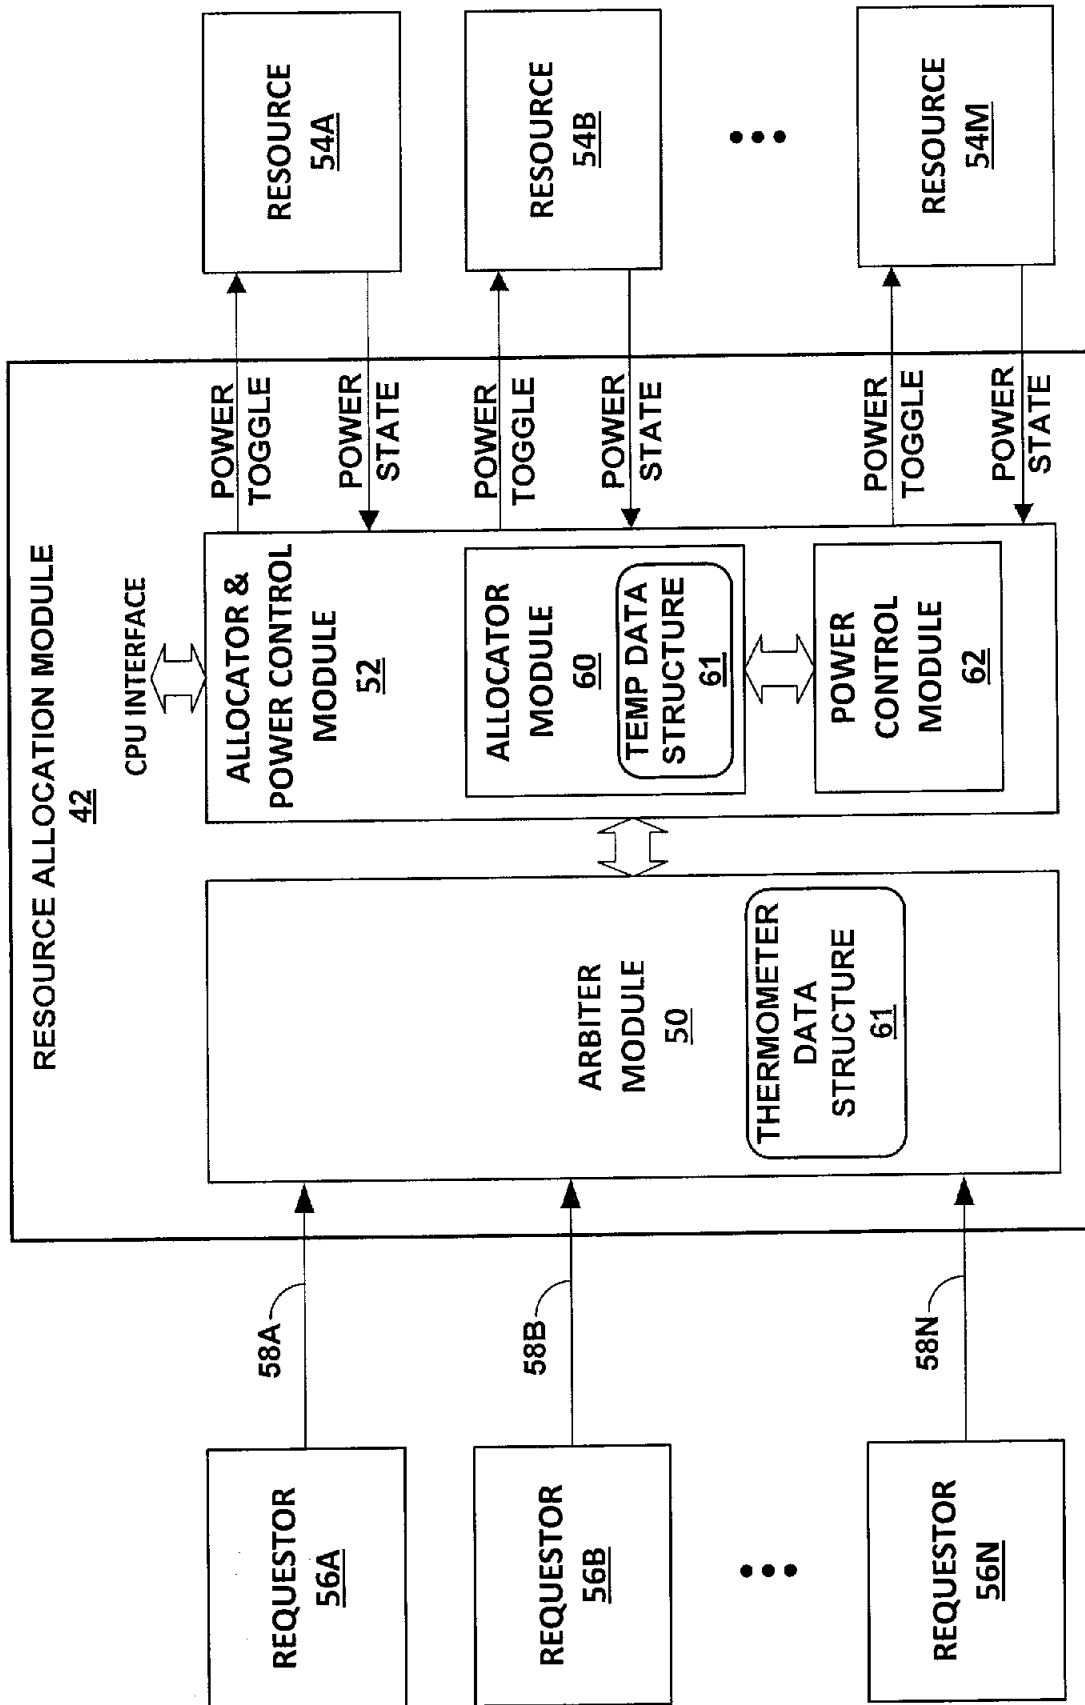 RESOURCE ALLOCATION MODULE
42
CPU INTERFACE
REQUESTOR
56A
58A
REQUESTOR
56B
58B
REQUESTOR
56N
58N
ARBITER
MODULE
50
THERMOMETER
DATA
STRUCTURE
61
ALLOCATOR &
POWER CONTROL
MODULE
52
ALLOCATOR
MODULE
60
TEMP DATA
STRUCTURE
61
POWER
CONTROL
MODULE
62
POWER
TOGGLE
POWER
STATE
POWER
TOGGLE
POWER
STATE
POWER
TOGGLE
POWER
STATE
RESOURCE
54A
RESOURCE
54B
RESOURCE
54M